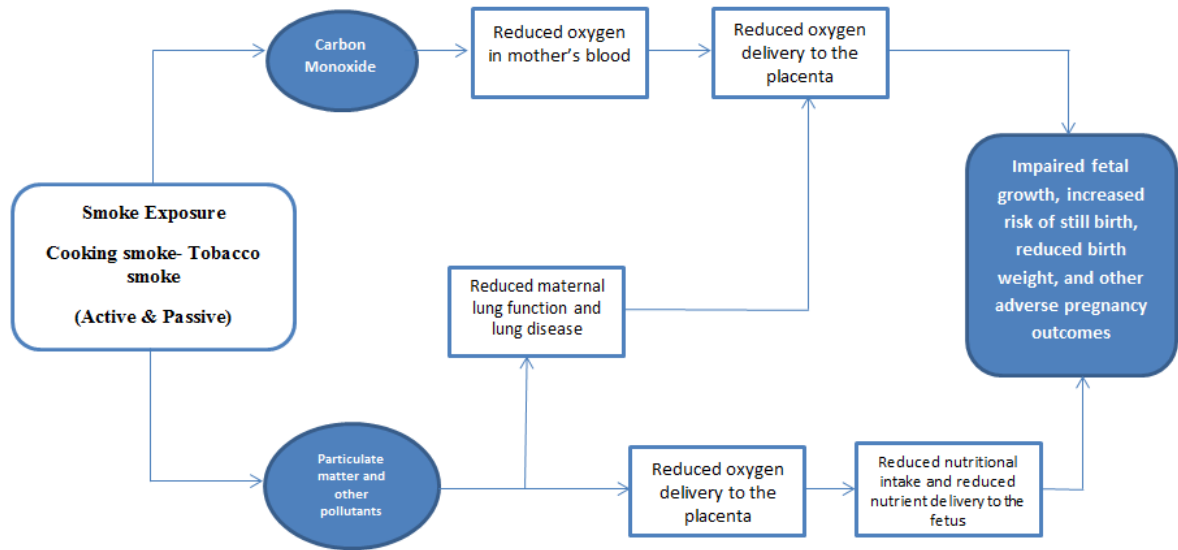 Carbon
Monoxide
Reduced oxygen
in mother's blood
Reduced oxygen
delivery to the
placenta
Smoke Exposure
Cooking smoke- Tobacco
smoke
(Active & Passive)
Impaired fetal
growth, increased
risk of still birth,
reduced birth
weight, and other
adverse pregnancy
outcomes
Reduced maternal
lung function and
lung disease
Particulate
matter and
other
pollutants
Reduced oxygen
delivery to the
placenta
Reduced nutritional
intake and reduced
nutrient delivery to the
fetus